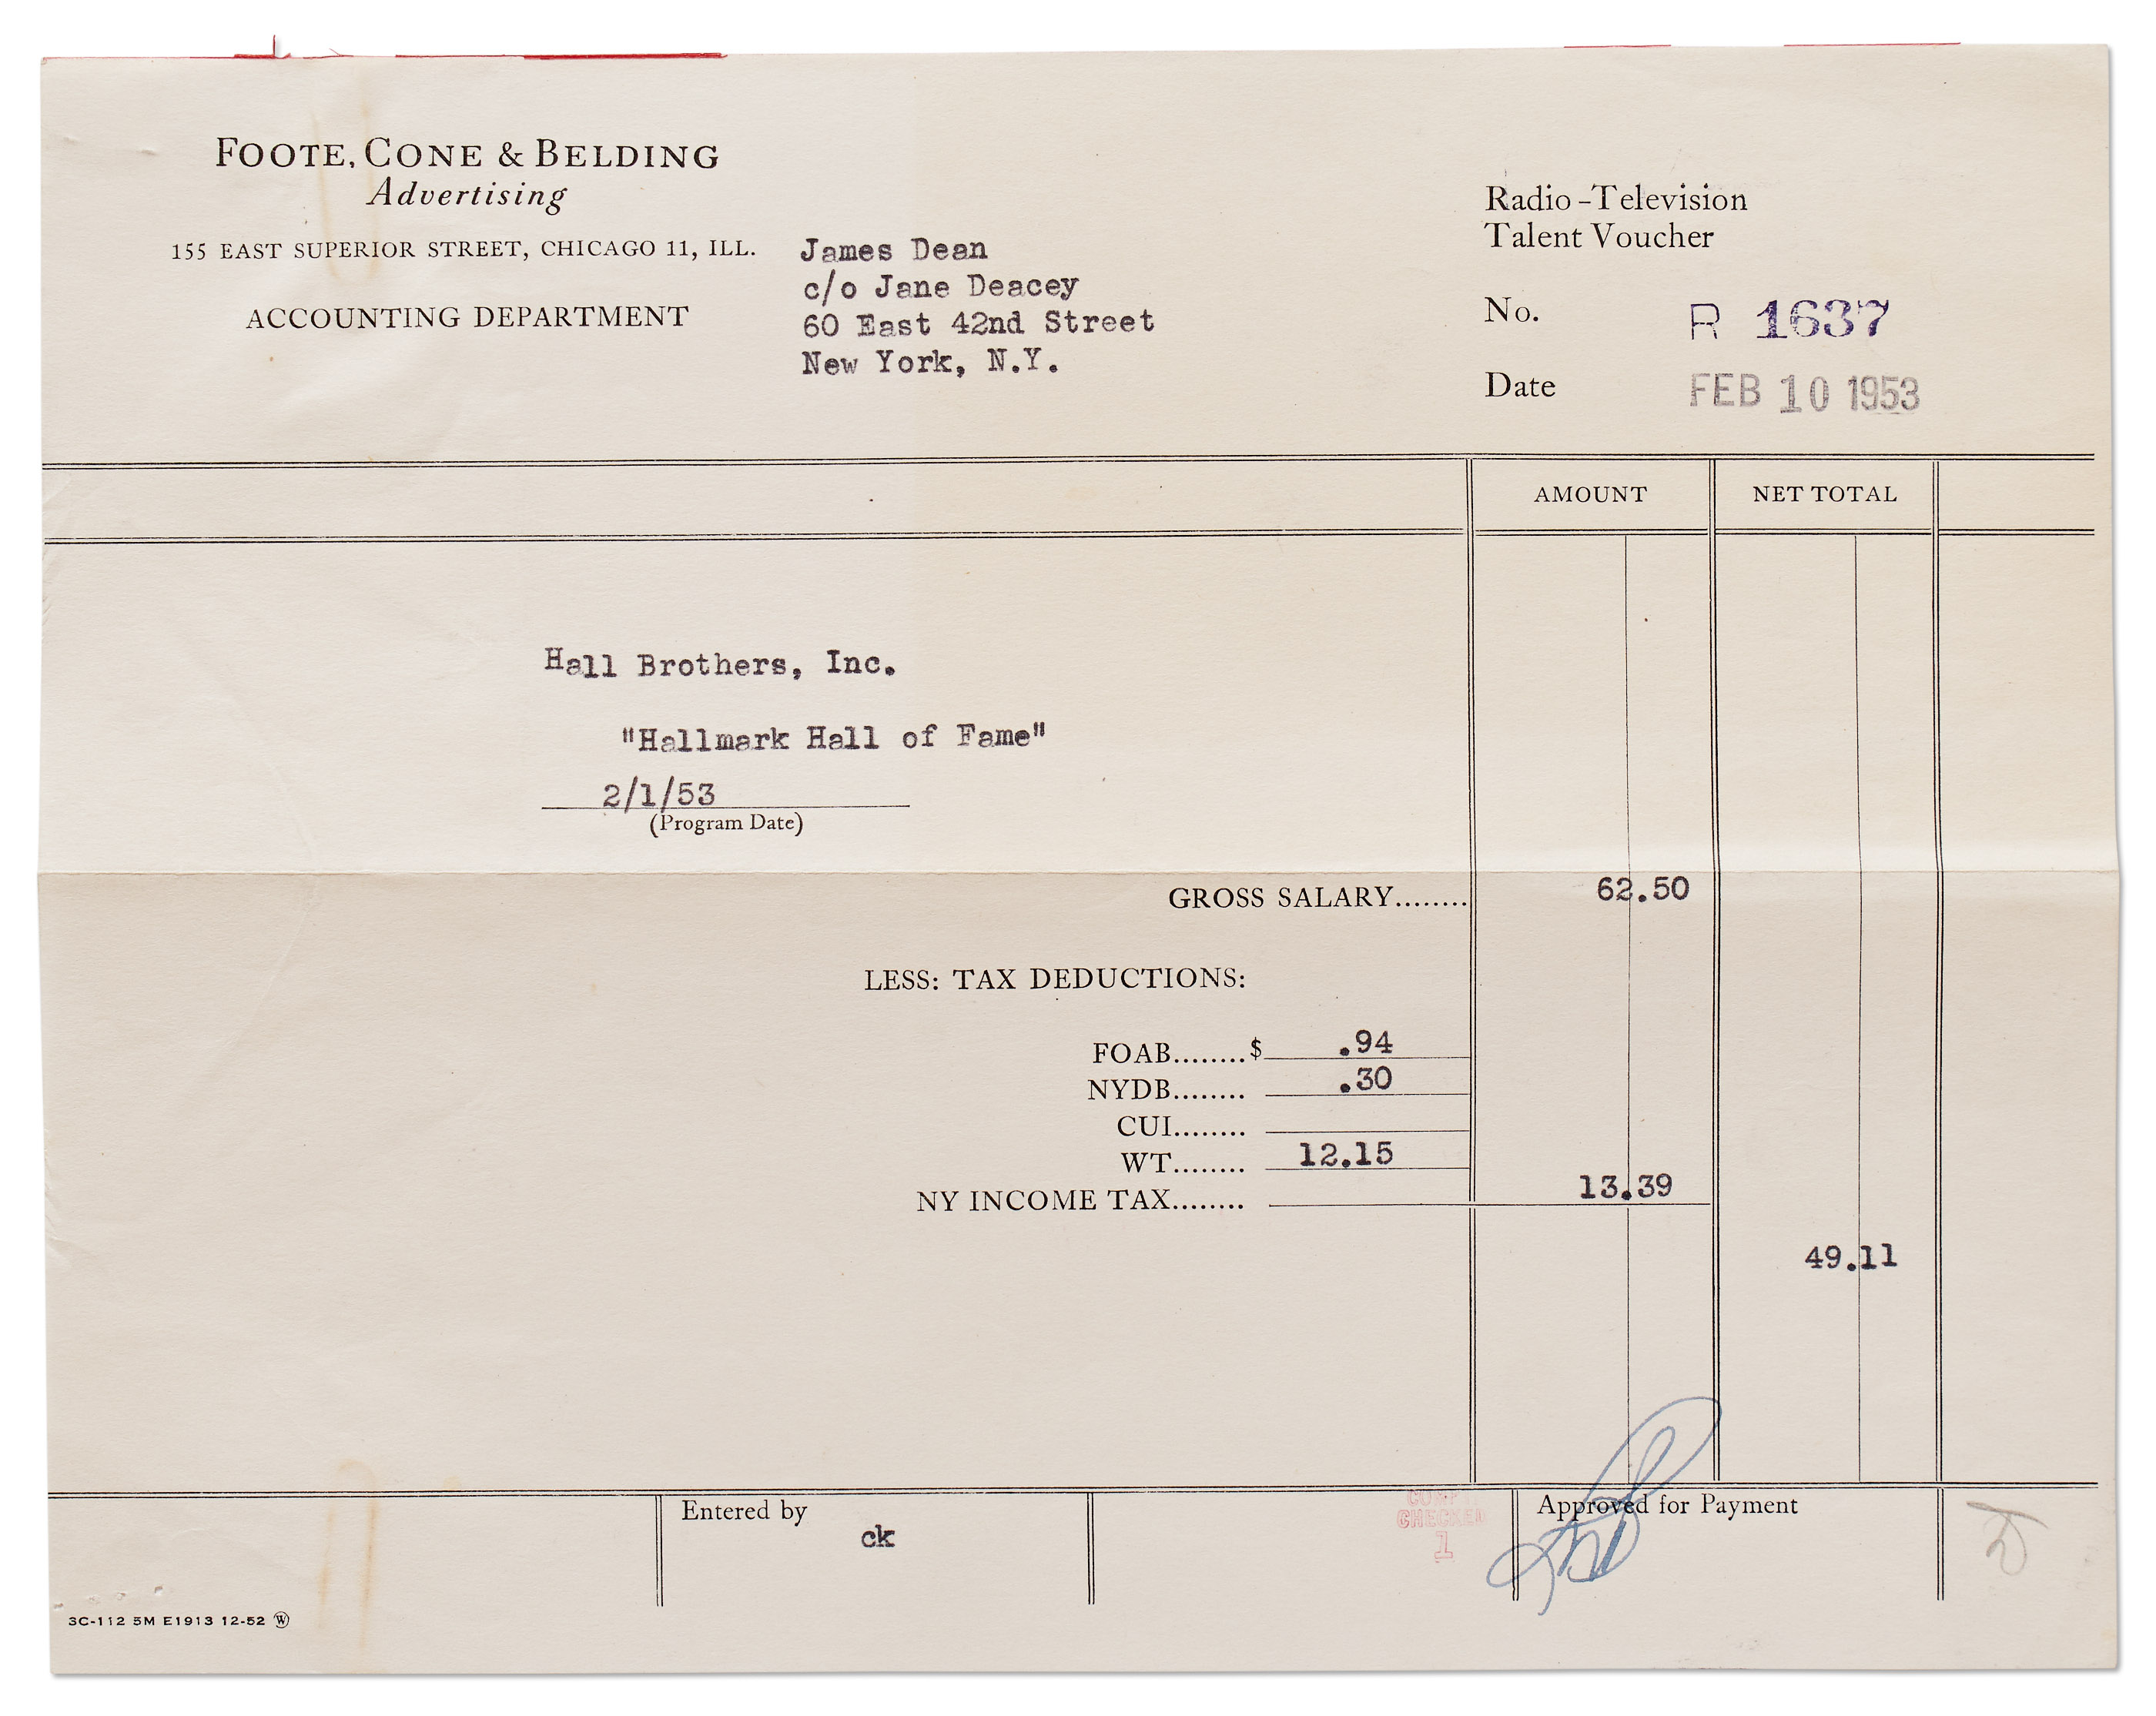 FOOTE, CONE & BELDING
Advertising
155 EAST SUPERIOR STREET, CHICAGO 11, ILL.
ACCOUNTING DEPARTMENT
James Dean
c/o Jane Deacey
60 East 42nd Street
New York, N.Y.
Radio-Television
Talent Voucher
No. R 1637
Date FEB 10 1953
AMOUNT NET TOTAL
Hall Brothers, Inc.
"Hallmark Hall of Fame"
2/1/53
(Program Date)
GROSS SALARY........ 62.50
LESS: TAX DEDUCTIONS:
FOAB........$ .94
NYDB........ .30
CUI........
WT........ 12.15
NY INCOME TAX........ 13.39
49.11
Entered by
ck
CHECKED
1
Approved for Payment
3C-112 5M E1913 12-52 W